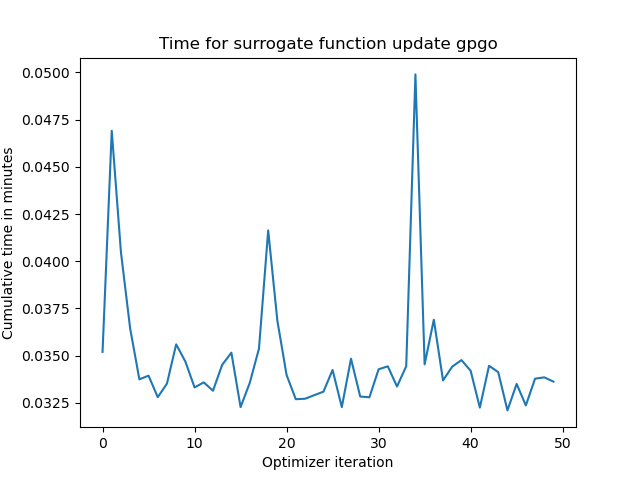 Time for surrogate function update gpgo
0.0500
0.0475
0.0450
0.0425
0.0400
0.0375
0.0350
0.0325
Cumulative time in minutes
0 10 20 30 40 50
Optimizer iteration